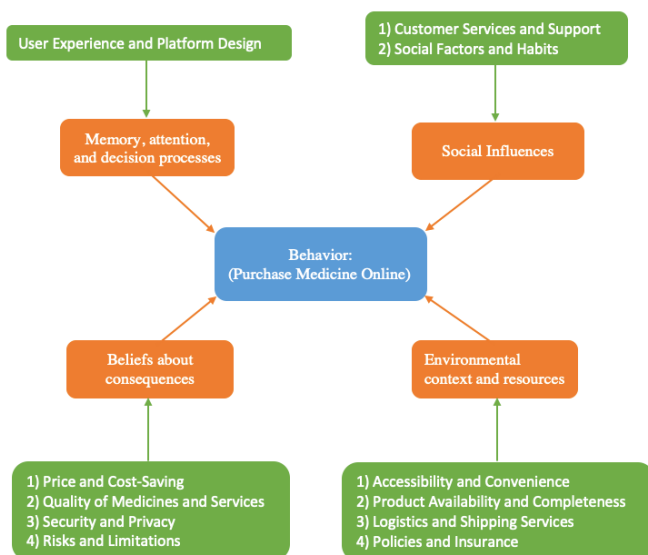 User Experience and Platform Design
1) Customer Services and Support
2) Social Factors and Habits
Memory, attention,
and decision processes
Social Influences
Behavior:
(Purchase Medicine Online)
Beliefs about
consequences
Environmental
context and resources
1) Price and Cost-Saving
2) Quality of Medicines and Services
3) Security and Privacy
4) Risks and Limitations
1) Accessibility and Convenience
2) Product Availability and Completeness
3) Logistics and Shipping Services
4) Policies and Insurance